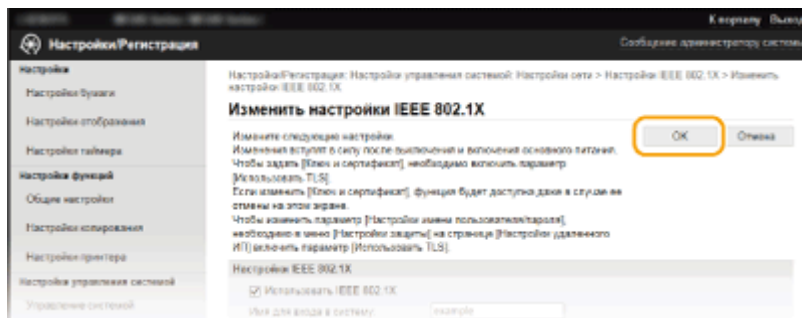 К порталу Выход
Настройки/Регистрация
Сообщение администратору системы
Настройка
Настройки бумаги
Настройки отображения
Настройки таймера
Настройка функций
Общие настройки
Настройки копирования
Настройки принтера
Настройки управления системой
Управление системой
Настройки/Регистрация: Настройки управления системой: Настройки сети > Настройки IEEE 802.1X > Изменить
настройки IEEE 802.1X
Изменить настройки IEEE 802.1X
OK
Отмена
Измените следующие настройки.
Изменения вступят в силу после выключения и включения основного питания.
Чтобы задать [Ключ и сертификат], необходимо включить параметр
[Использовать TLS].
Если изменить [Ключ и сертификат], функция будет доступна даже в случае ее
отмены на этом экране.
Чтобы изменить параметр [Настройки имени пользователя/пароля],
необходимо в меню [Настройки защиты] на странице [Настройки удаленного
ИП] включить параметр [Использовать TLS].
Настройки IEEE 802.1X
Использовать IEEE 802.1X
Имя для входа в систему:
example